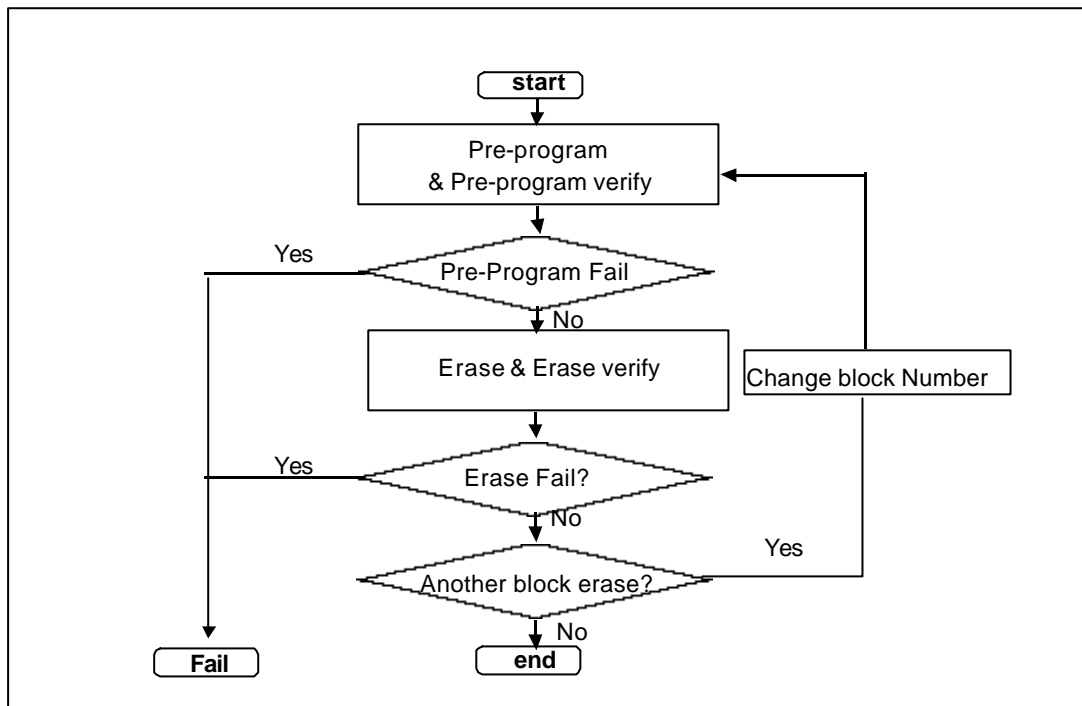 start
Pre-program
& Pre-program verify
Yes
Pre-Program Fail
No
Erase & Erase verify
Change block Number
Yes
Erase Fail?
No
Yes
Another block erase?
No
Fail
end